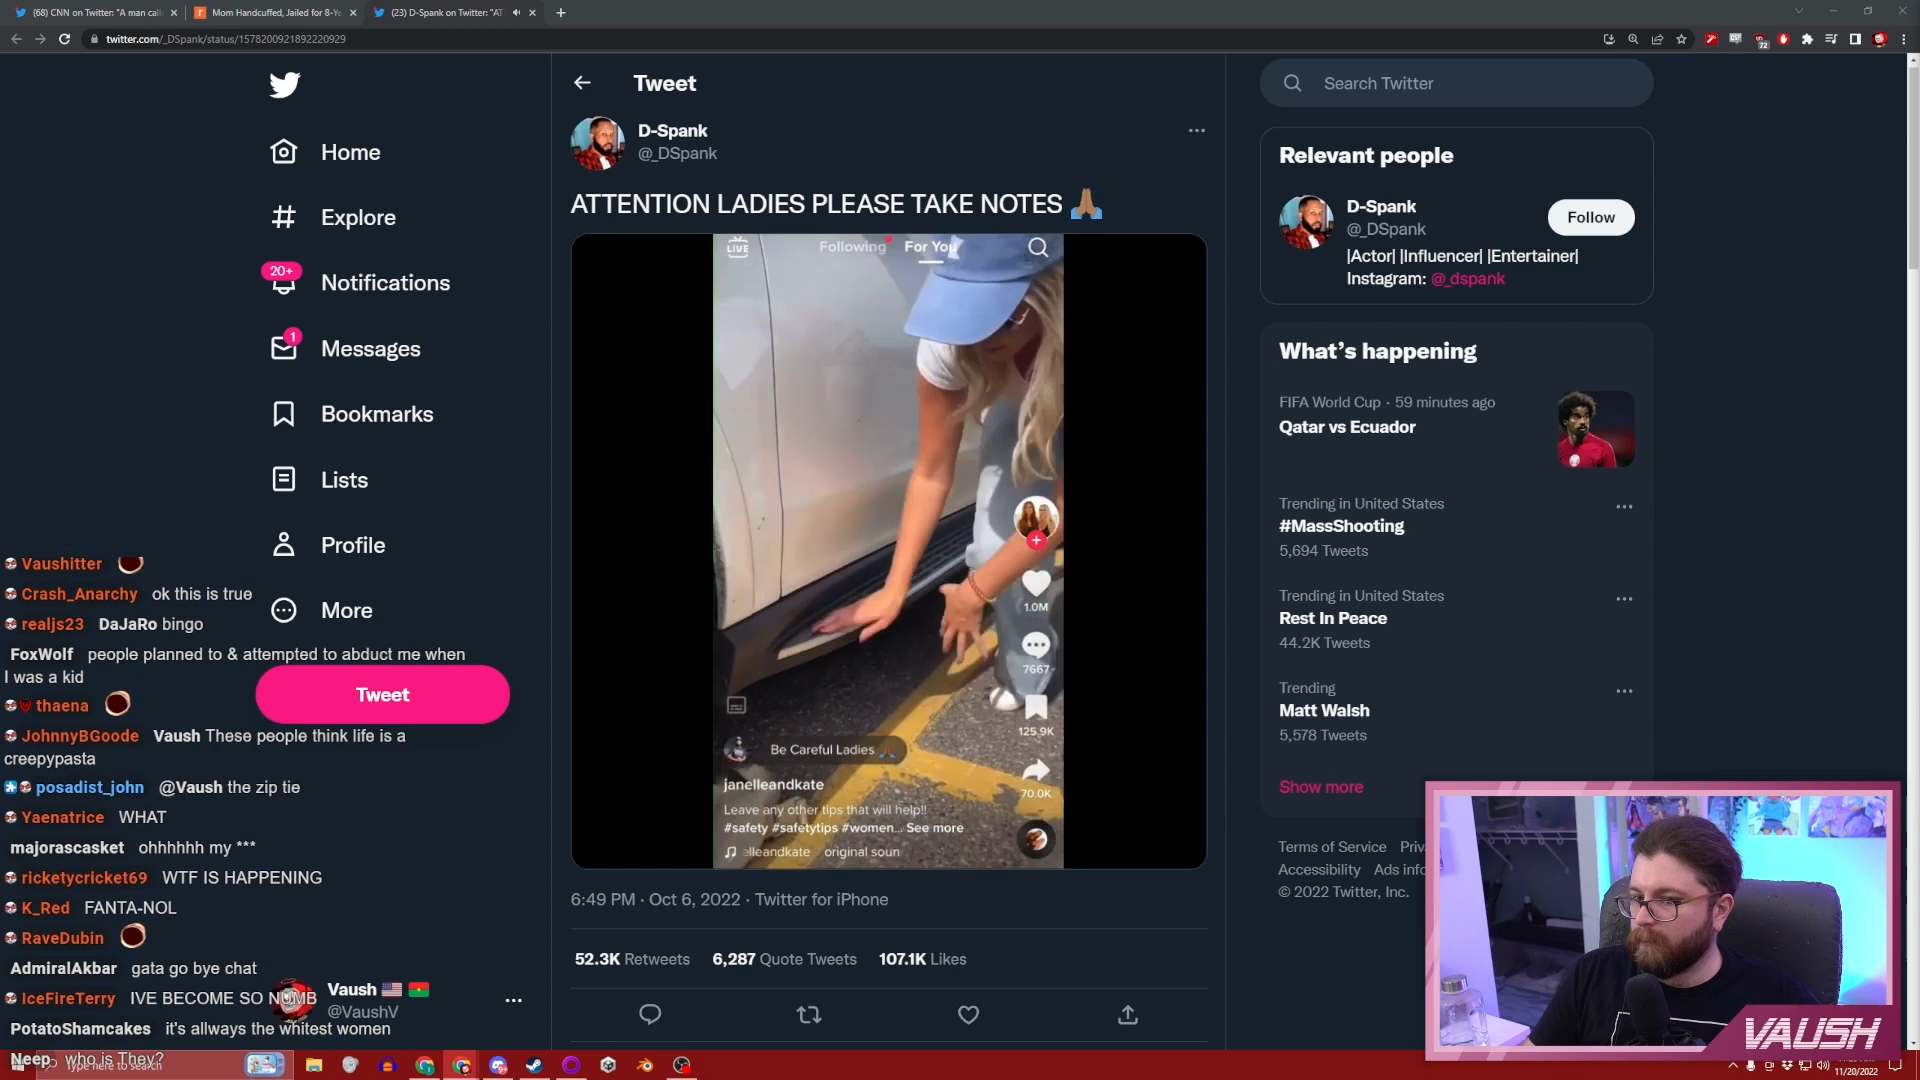 (68) CNN on Twitter: "A man calle
Mom Handcuffed, Jailed for 8-Ye
(23) D-Spank on Twitter: "AT
twitter.com/_DSpank/status/1578200921892220929
72
Home
Explore
20+
Notifications
1
Messages
Bookmarks
Lists
Profile
More
Tweet
Vaush
@VaushV
Tweet
D-Spank
@_DSpank
ATTENTION LADIES PLEASE TAKE NOTES 🙏🏾
LIVE
Following
For You
1.0M
7667
125.9K
70.0K
Be Careful Ladies 🙏🏾
janelleandkate
Leave any other tips that will help!!
#safety #safetytips #women... See more
elleandkate original soun
6:49 PM · Oct 6, 2022 · Twitter for iPhone
52.3K Retweets 6,287 Quote Tweets 107.1K Likes
Search Twitter
Relevant people
D-Spank
@_DSpank
Follow
|Actor| |Influencer| |Entertainer|
Instagram: @_dspank
What's happening
FIFA World Cup · 59 minutes ago
Qatar vs Ecuador
Trending in United States
#MassShooting
5,694 Tweets
Trending in United States
Rest In Peace
44.2K Tweets
Trending
Matt Walsh
5,578 Tweets
Show more
Terms of Service Priv
Accessibility Ads info
© 2022 Twitter, Inc.
Vaushitter
Crash_Anarchy ok this is true
realjs23 DaJaRo bingo
FoxWolf people planned to & attempted to abduct me when
I was a kid
thaena
JohnnyBGoode Vaush These people think life is a
creepypasta
posadist_john @Vaush the zip tie
Yaenatrice WHAT
majorascasket ohhhhhh my ***
ricketycricket69 WTF IS HAPPENING
K_Red FANTA-NOL
RaveDubin
AdmiralAkbar gata go bye chat
IceFireTerry IVE BECOME SO NUMB
PotatoShamcakes it's allways the whitest women
Neep who is They?
Type here to search
VAUSH
11/20/2022